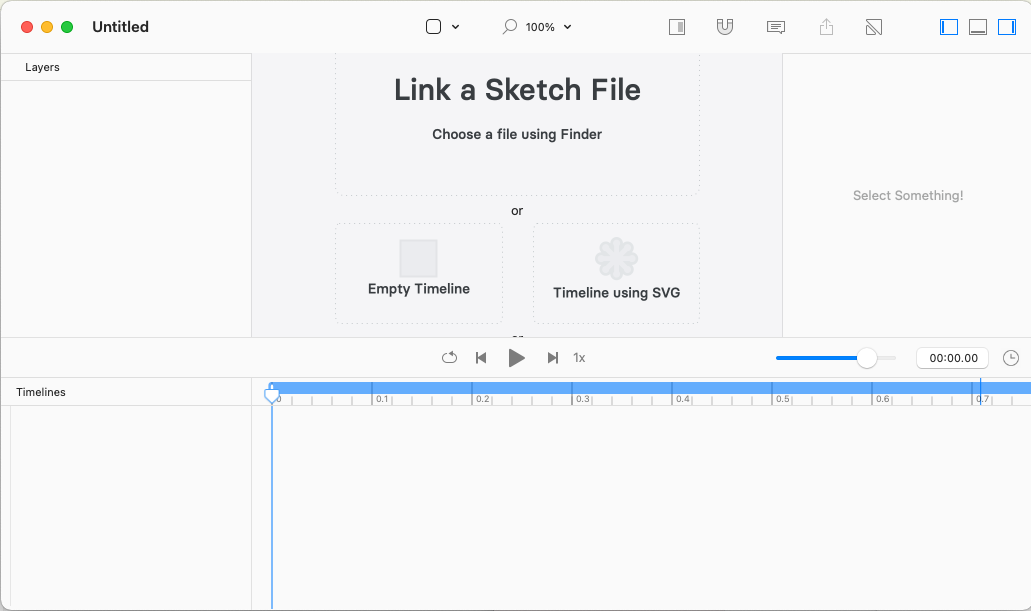 Untitled
100%
Layers
Link a Sketch File
Choose a file using Finder
Select Something!
or
Empty Timeline
Timeline using SVG
or
1x
00:00.00
Timelines
0 0.1 0.2 0.3 0.4 0.5 0.6 0.7